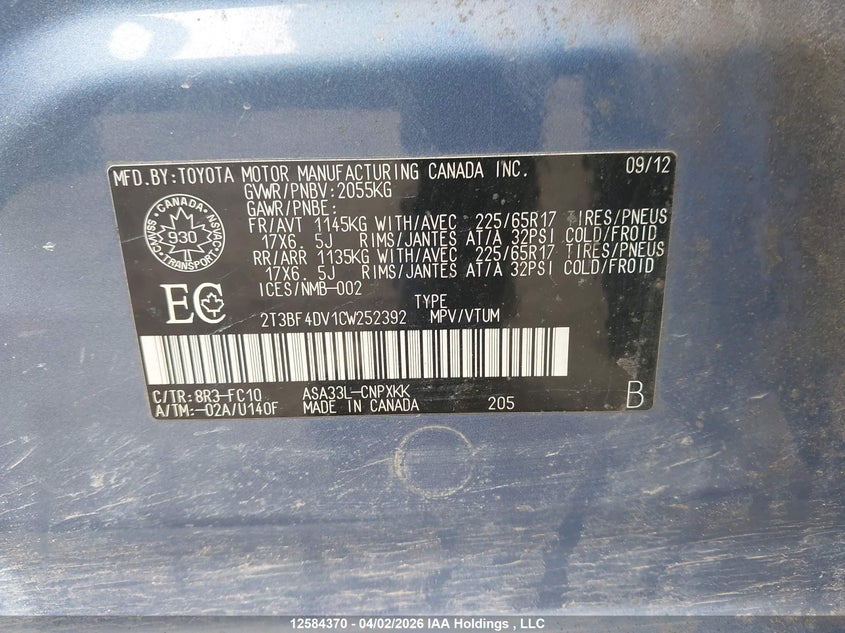 MFD.BY:TOYOTA MOTOR MANUFACTURING CANADA INC. 09/12
GVWR/PNBV:2055KG
GAWR/PNBE:
FR/AVT 1145KG WITH/AVEC 225/65R17 TIRES/PNEUS
17X6.5J RIMS/JANTES AT/A 32PSI COLD/FROID
RR/ARR 1135KG WITH/AVEC 225/65R17 TIRES/PNEUS
17X6.5J RIMS/JANTES AT/A 32PSI COLD/FROID
ICES/NMB-002
CANADA
CMVSS
930
NSVAC
TRANSPORT
EC
TYPE
2T3BF4DV1CW252392 MPV/VTUM
C/TR:8R3-FC10 ASA33L-CNPXKK
A/TM:-02A/U140F MADE IN CANADA 205 B
12584370 - 04/02/2026 IAA Holdings , LLC